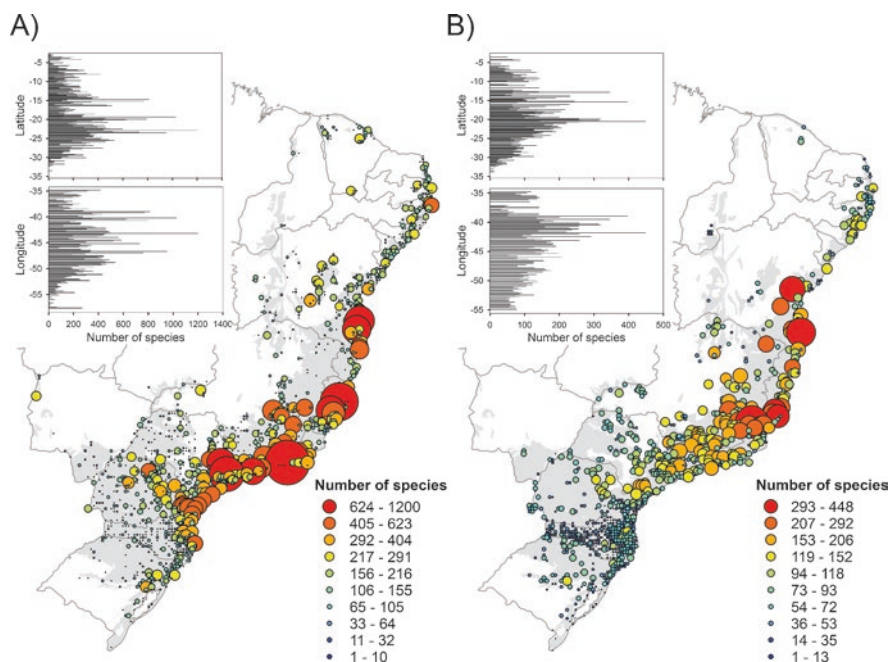 A)
-5
-10
-15
-20
-25
-30
-35
Latitude
-35
-40
-45
-50
-55
Longitude
0 200 400 600 800 1000 1200 1400
Number of species
Number of species
624 - 1200
405 - 623
292 - 404
217 - 291
156 - 216
106 - 155
65 - 105
33 - 64
11 - 32
1 - 10
B)
-5
-10
-15
-20
-25
-30
-35
Latitude
-35
-40
-45
-50
-55
Longitude
0 100 200 300 400 500
Number of species
Number of species
293 - 448
207 - 292
153 - 206
119 - 152
94 - 118
73 - 93
54 - 72
36 - 53
14 - 35
1 - 13